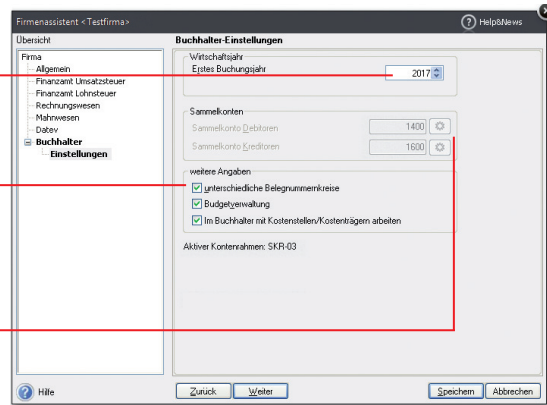 Firmenassistent <Testfirma>
Help&News
Übersicht
Buchhalter-Einstellungen
Firma
Allgemein
Finanzamt Umsatzsteuer
Finanzamt Lohnsteuer
Rechnungswesen
Mahnwesen
Datev
Buchhalter
Einstellungen
Wirtschaftsjahr
Erstes Buchungsjahr 2017
Sammelkonten
Sammelkonto Debitoren 1400
Sammelkonto Kreditoren 1600
weitere Angaben
unterschiedliche Belegnummernkreise
Budgetverwaltung
Im Buchhalter mit Kostenstellen/Kostenträgern arbeiten
Aktiver Kontenrahmen: SKR-03
Hilfe
Zurück Weiter Speichern Abbrechen